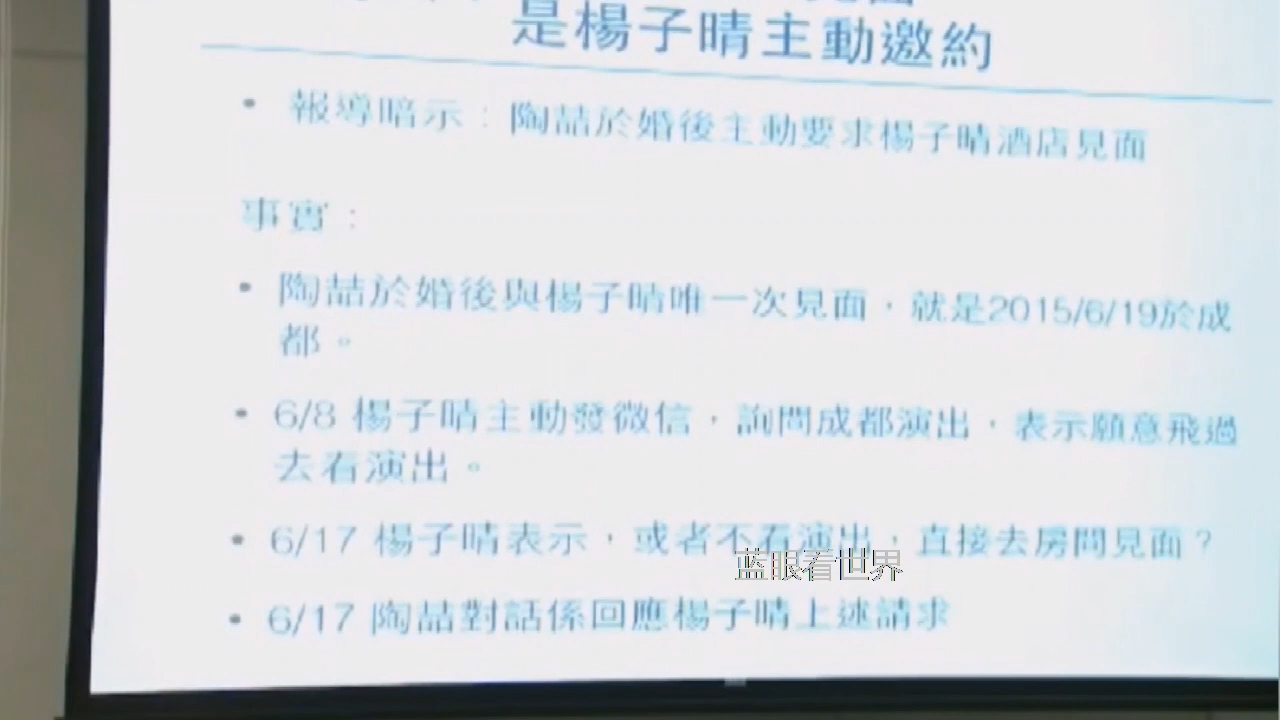 是楊子晴主動邀約
• 報導暗示：陶喆於婚後主動要求楊子晴酒店見面
事實：
• 陶喆於婚後與楊子晴唯一次見面，就是2015/6/19於成
都。
• 6/8 楊子晴主動發微信，詢問成都演出，表示願意飛過
去看演出。
• 6/17 楊子晴表示，或者不看演出，直接去房間見面？
蓝眼看世界
• 6/17 陶喆對話係回應楊子晴上述請求